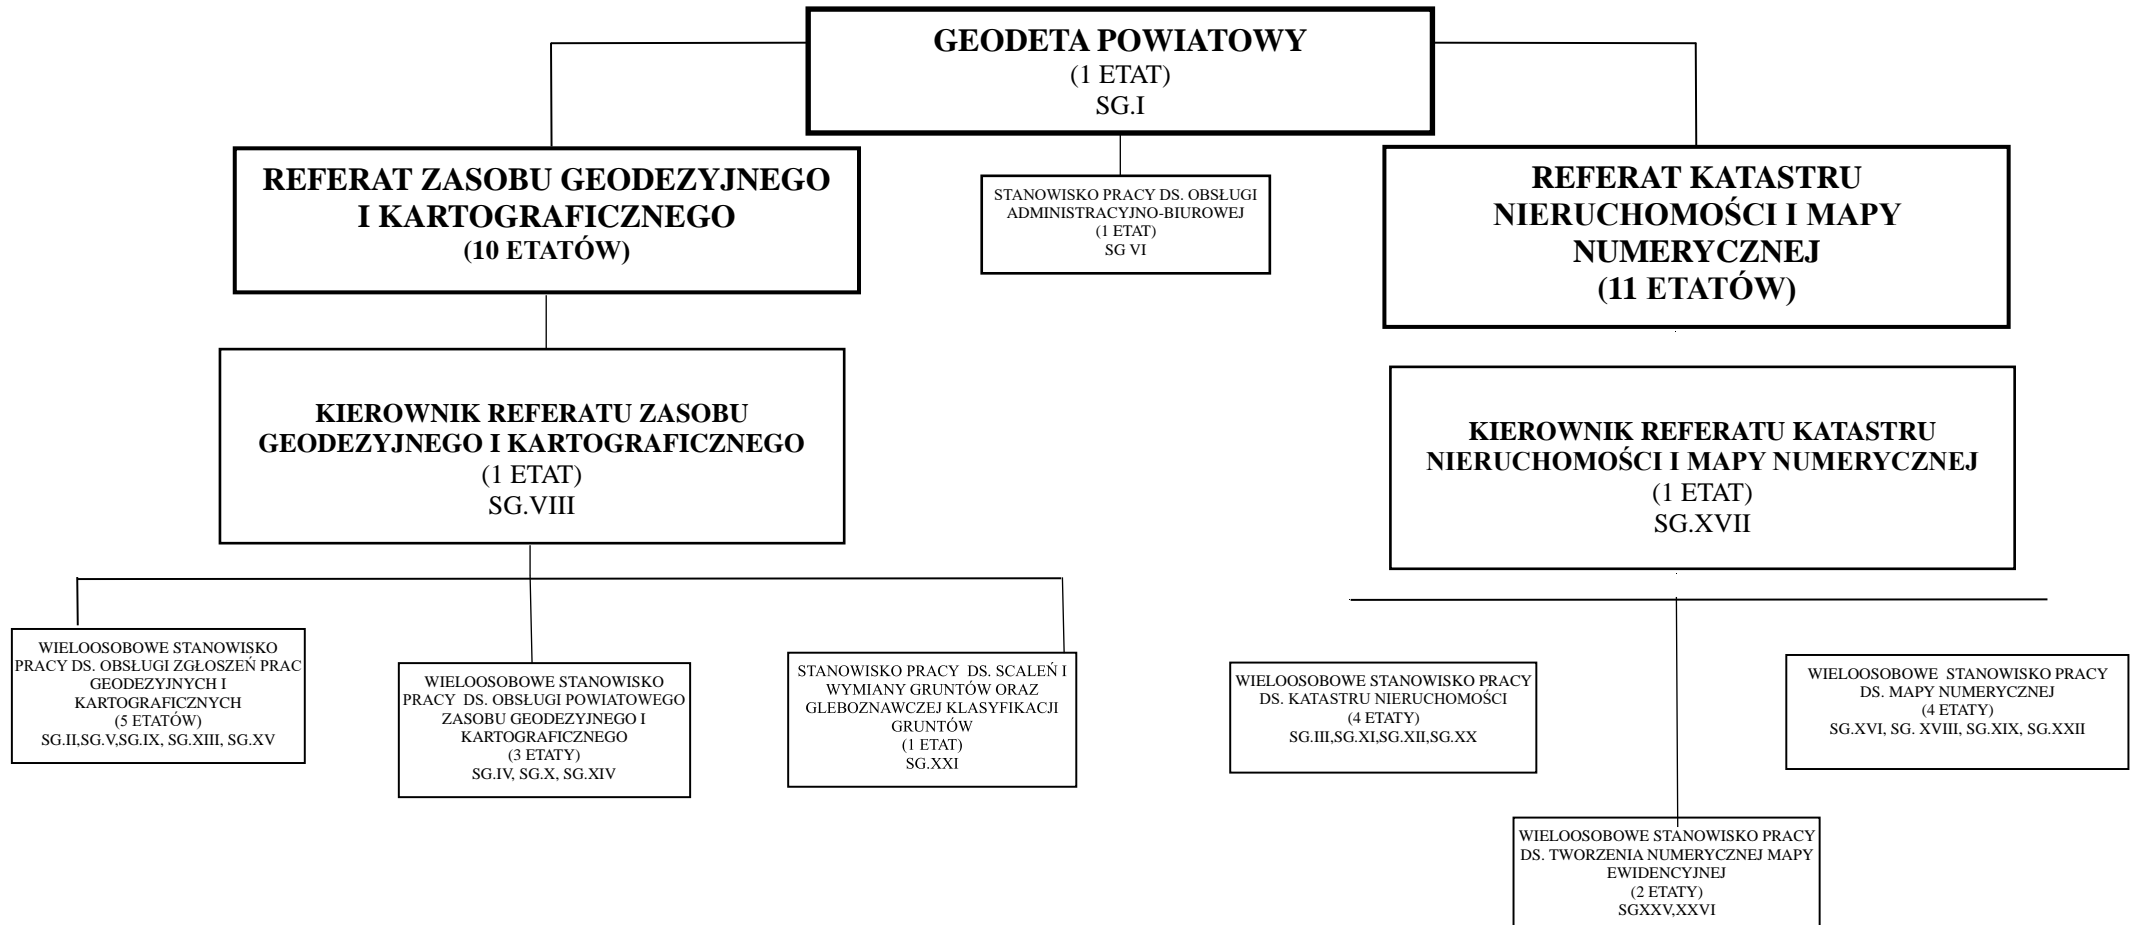 GEODETA POWIATOWY
(1 ETAT)
SG.I
REFERAT ZASOBU GEODEZYJNEGO
I KARTOGRAFICZNEGO
(10 ETATÓW)
STANOWISKO PRACY DS. OBSŁUGI
ADMINISTRACYJNO-BIUROWEJ
(1 ETAT)
SG VI
REFERAT KATASTRU
NIERUCHOMOŚCI I MAPY
NUMERYCZNEJ
(11 ETATÓW)
KIEROWNIK REFERATU ZASOBU
GEODEZYJNEGO I KARTOGRAFICZNEGO
(1 ETAT)
SG.VIII
KIEROWNIK REFERATU KATASTRU
NIERUCHOMOŚCI I MAPY NUMERYCZNEJ
(1 ETAT)
SG.XVII
WIELOOSOBOWE STANOWISKO
PRACY DS. OBSŁUGI ZGŁOSZEŃ PRAC
GEODEZYJNYCH I
KARTOGRAFICZNYCH
(5 ETATÓW)
SG.II,SG.V,SG.IX, SG.XIII, SG.XV
WIELOOSOBOWE STANOWISKO
PRACY DS. OBSŁUGI POWIATOWEGO
ZASOBU GEODEZYJNEGO I
KARTOGRAFICZNEGO
(3 ETATY)
SG.IV, SG.X, SG.XIV
STANOWISKO PRACY DS. SCALEŃ I
WYMIANY GRUNTÓW ORAZ
GLEBOZNAWCZEJ KLASYFIKACJI
GRUNTÓW
(1 ETAT)
SG.XXI
WIELOOSOBOWE STANOWISKO PRACY
DS. KATASTRU NIERUCHOMOŚCI
(4 ETATY)
SG.III,SG.XI,SG.XII,SG.XX
WIELOOSOBOWE STANOWISKO PRACY
DS. MAPY NUMERYCZNEJ
(4 ETATY)
SG.XVI, SG. XVIII, SG.XIX, SG.XXII
WIELOOSOBOWE STANOWISKO PRACY
DS. TWORZENIA NUMERYCZNEJ MAPY
EWIDENCYJNEJ
(2 ETATY)
SGXXV,XXVI